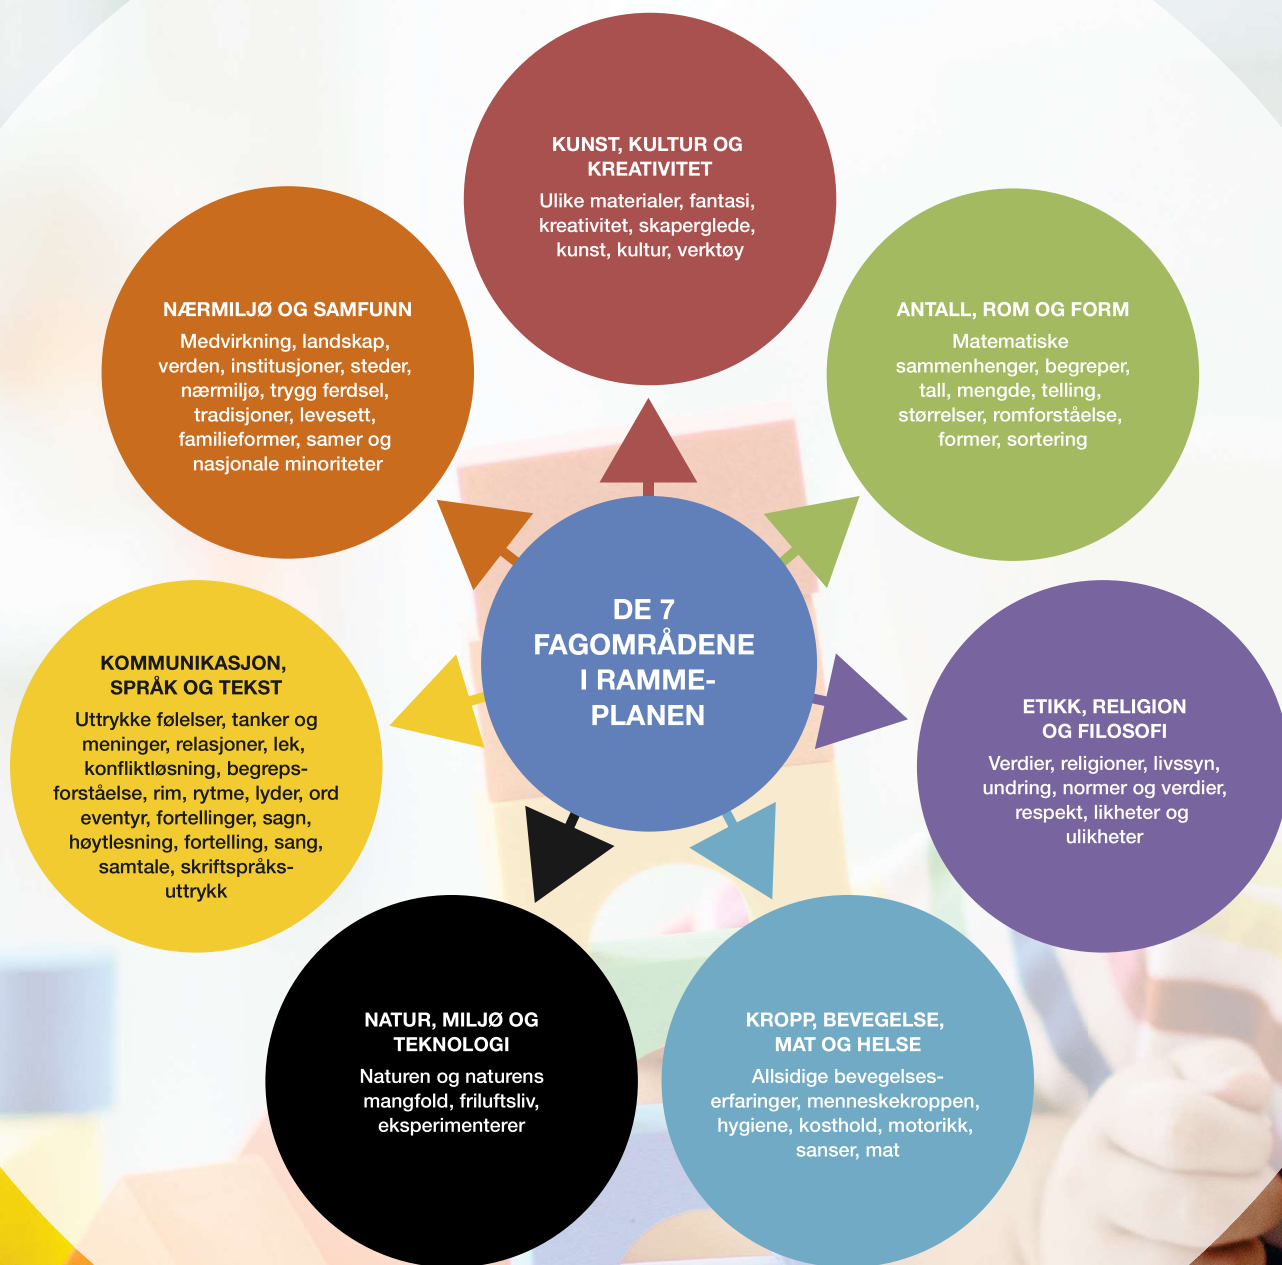 KUNST, KULTUR OG
KREATIVITET
Ulike materialer, fantasi,
kreativitet, skaperglede,
kunst, kultur, verktøy
NÆRMILJØ OG SAMFUNN
Medvirkning, landskap,
verden, institusjoner, steder,
nærmiljø, trygg ferdsel,
tradisjoner, levesett,
familieformer, samer og
nasjonale minoriteter
ANTALL, ROM OG FORM
Matematiske
sammenhenger, begreper,
tall, mengde, telling,
størrelser, romforståelse,
former, sortering
DE 7
FAGOMRÅDENE
I RAMME-
PLANEN
KOMMUNIKASJON,
SPRÅK OG TEKST
Uttrykke følelser, tanker og
meninger, relasjoner, lek,
konfliktløsning, begreps-
forståelse, rim, rytme, lyder, ord
eventyr, fortellinger, sagn,
høytlesning, fortelling, sang,
samtale, skriftspråks-
uttrykk
ETIKK, RELIGION
OG FILOSOFI
Verdier, religioner, livssyn,
undring, normer og verdier,
respekt, likheter og
ulikheter
NATUR, MILJØ OG
TEKNOLOGI
Naturen og naturens
mangfold, friluftsliv,
eksperimenterer
KROPP, BEVEGELSE,
MAT OG HELSE
Allsidige bevegelses-
erfaringer, menneskekroppen,
hygiene, kosthold, motorikk,
sanser, mat